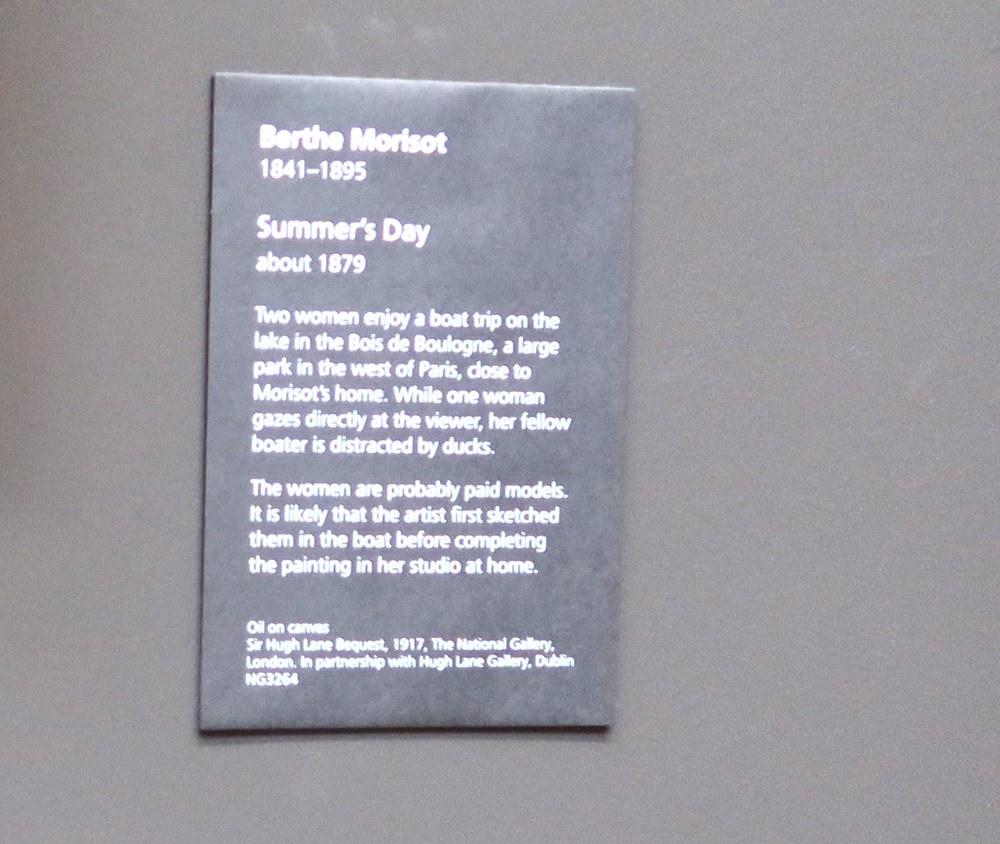 Berthe Morisot
1841–1895
Summer's Day
about 1879
Two women enjoy a boat trip on the
lake in the Bois de Boulogne, a large
park in the west of Paris, close to
Morisot's home. While one woman
gazes directly at the viewer, her fellow
boater is distracted by ducks.
The women are probably paid models.
It is likely that the artist first sketched
them in the boat before completing
the painting in her studio at home.
Oil on canvas
Sir Hugh Lane Bequest, 1917, The National Gallery,
London. In partnership with Hugh Lane Gallery, Dublin
NG3264